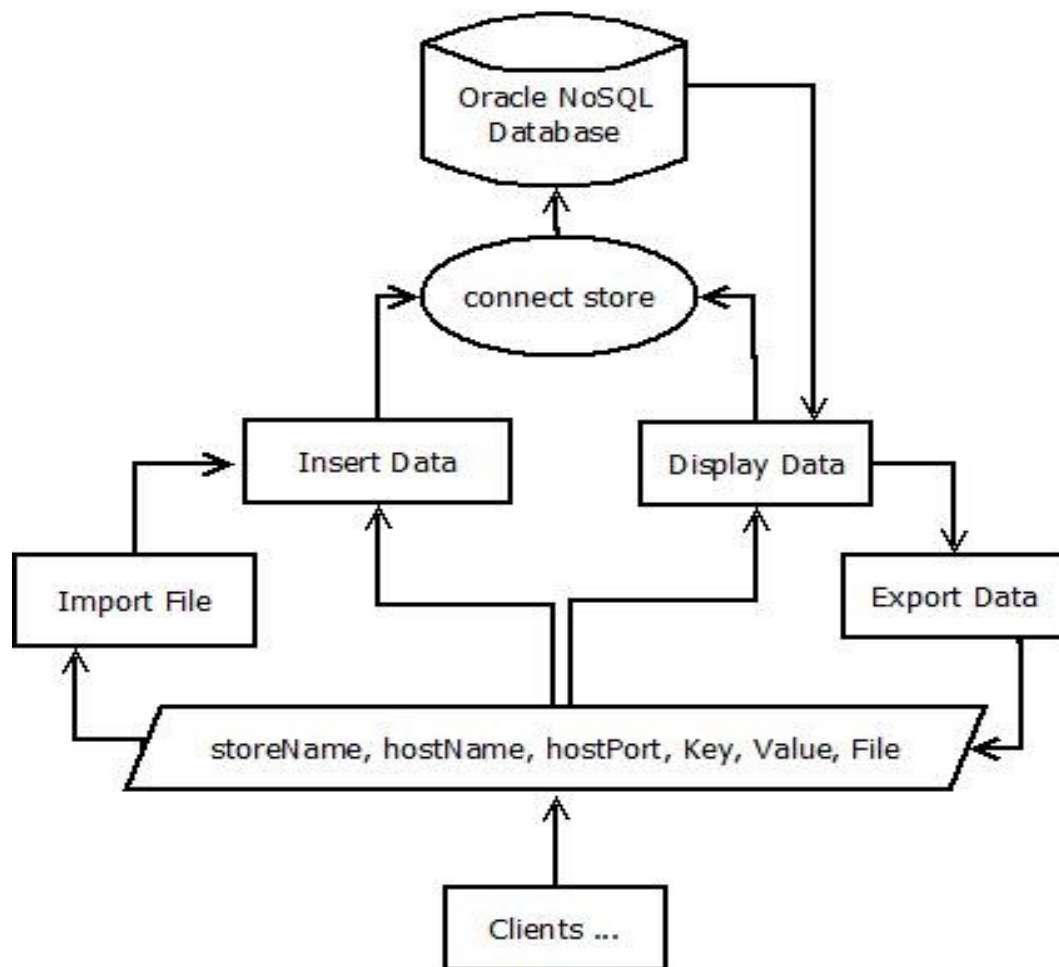 Oracle NoSQL
Database
connect store
Insert Data
Display Data
Import File
Export Data
storeName, hostName, hostPort, Key, Value, File
Clients ...